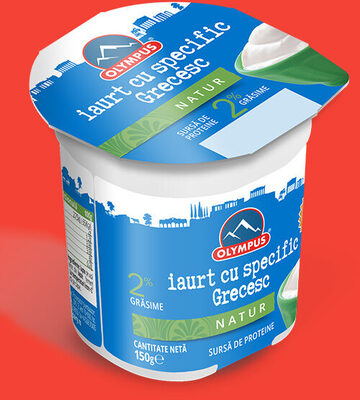 OLYMPUS
iaurt cu specific
Grecesc
NATUR
SURSĂ DE
PROTEINE
2%
GRĂSIME
OLYMPUS
iaurt cu specific
Grecesc
NATUR
2%
GRĂSIME
CANTITATE NETĂ
150g℮
SURSĂ DE PROTEINE